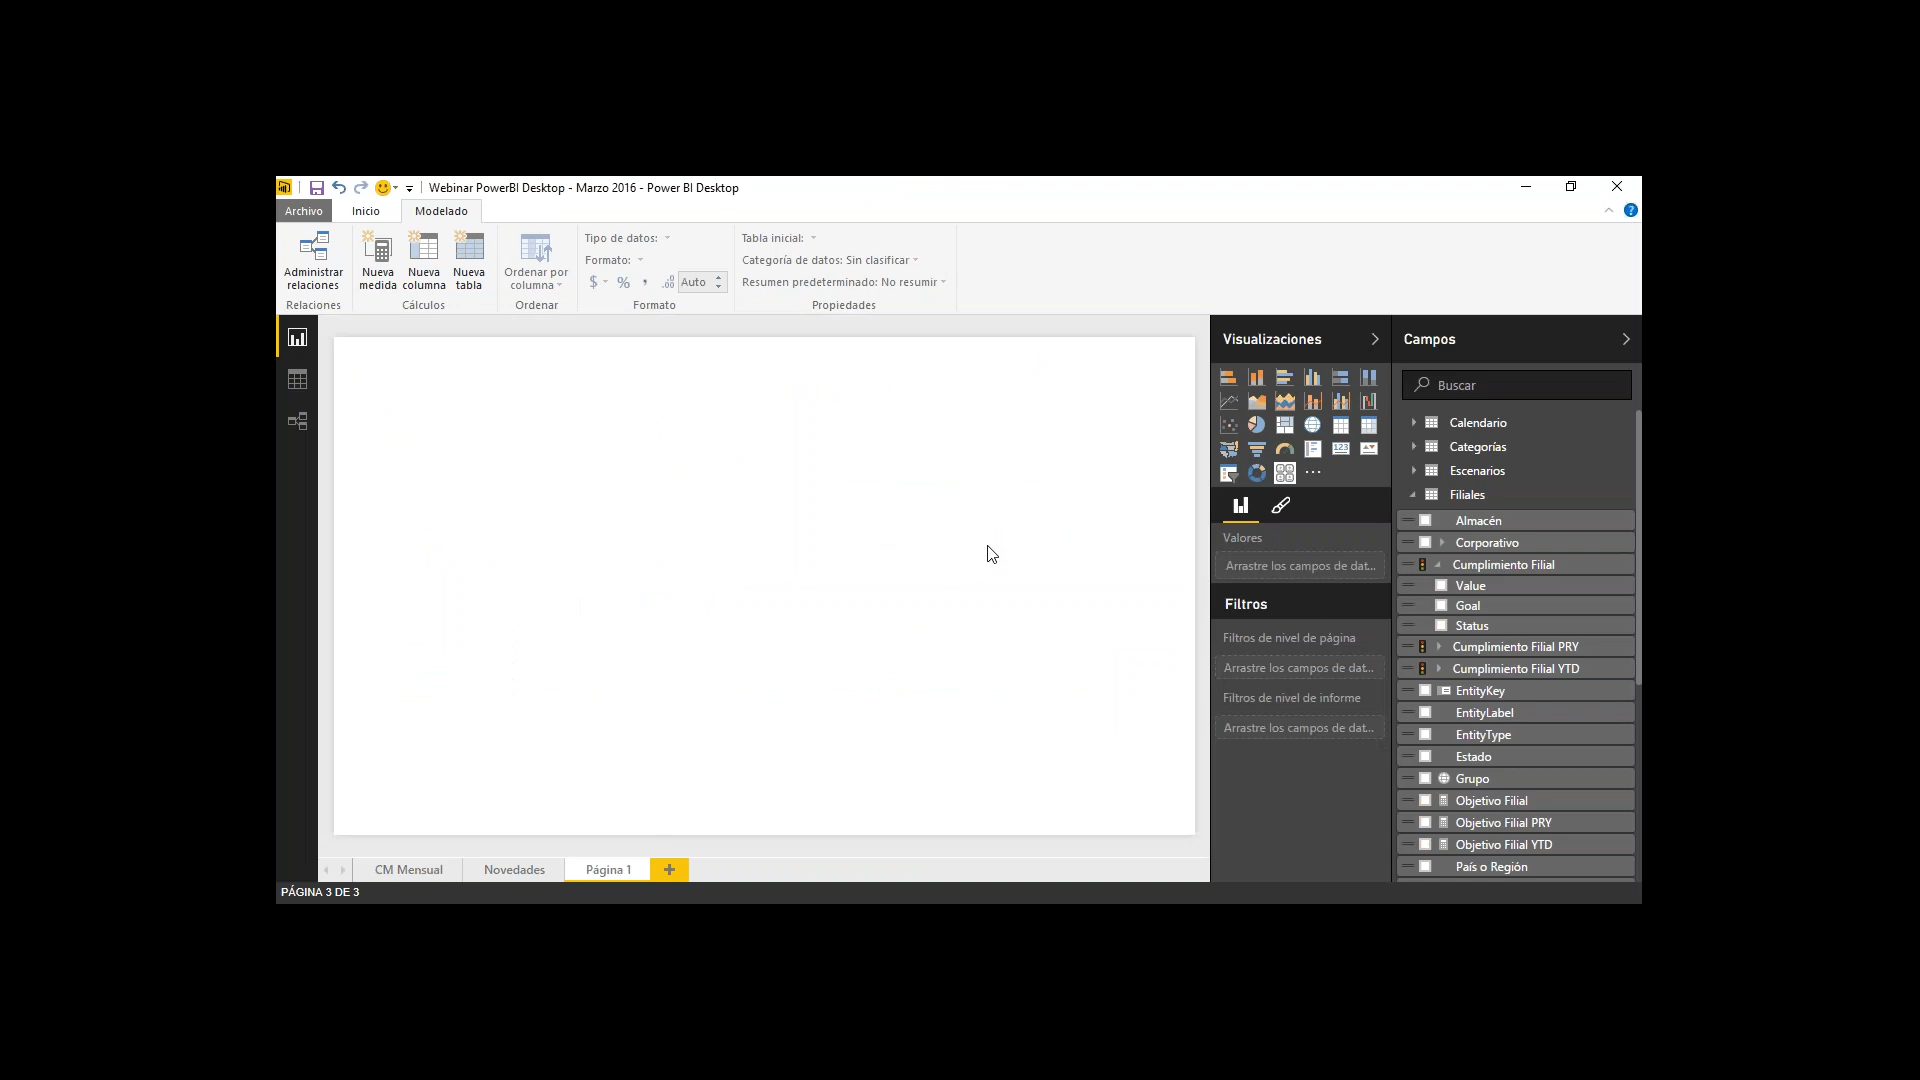 Webinar PowerBI Desktop - Marzo 2016 - Power BI Desktop
Archivo Inicio Modelado
Administrar relaciones
Nueva medida
Nueva columna
Nueva tabla
Ordenar por columna
Tipo de datos:
Formato:
$ % , .00 Auto
Tabla inicial:
Categoría de datos: Sin clasificar
Resumen predeterminado: No resumir
Relaciones Cálculos Ordenar Formato Propiedades
Visualizaciones
123
Valores
Arrastre los campos de dat...
Filtros
Filtros de nivel de página
Arrastre los campos de dat...
Filtros de nivel de informe
Arrastre los campos de dat...
Campos
Buscar
Calendario
Categorías
Escenarios
Filiales
Almacén
Corporativo
Cumplimiento Filial
Value
Goal
Status
Cumplimiento Filial PRY
Cumplimiento Filial YTD
EntityKey
EntityLabel
EntityType
Estado
Grupo
Objetivo Filial
Objetivo Filial PRY
Objetivo Filial YTD
País o Región
CM Mensual Novedades Página 1
PÁGINA 3 DE 3